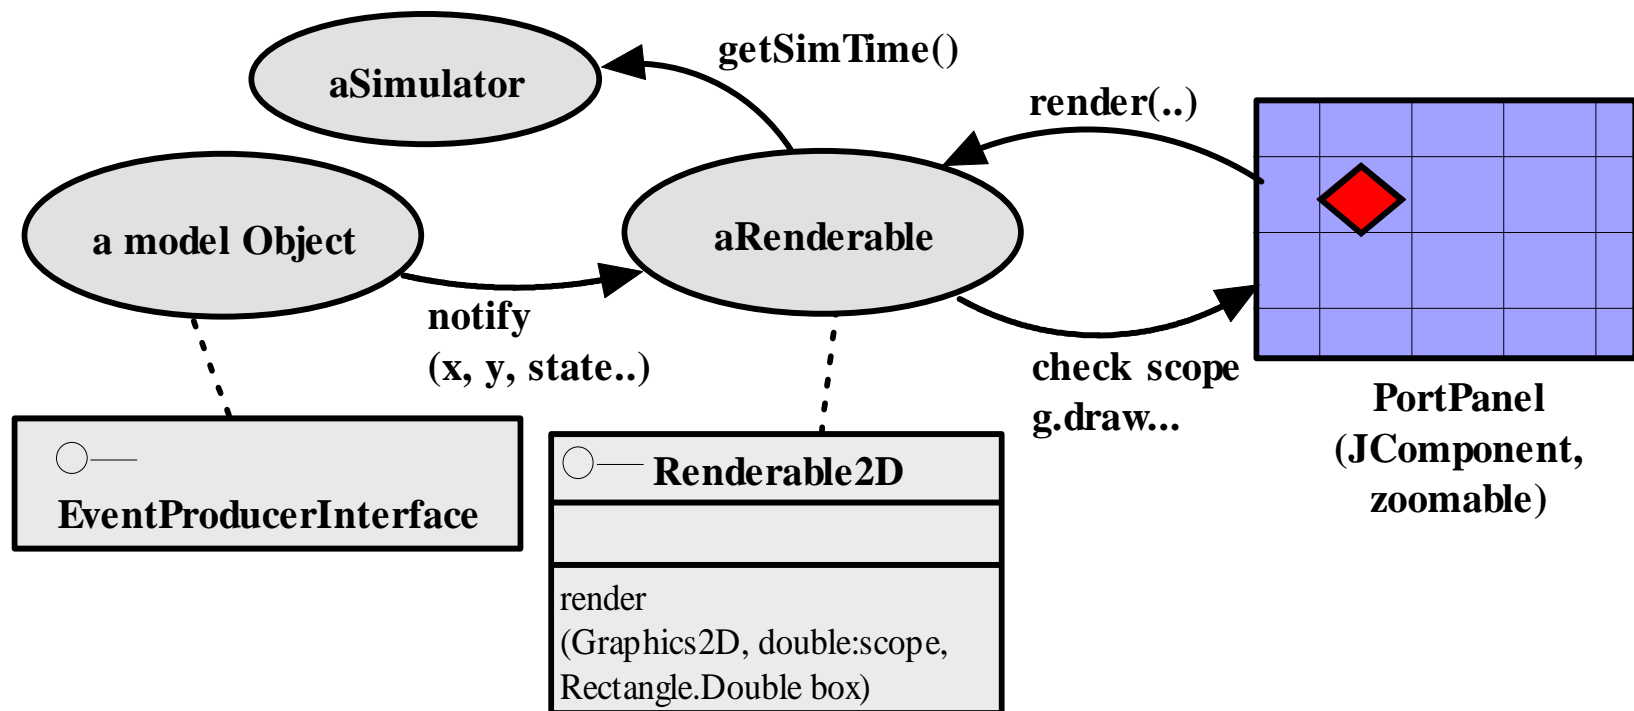 getSimTime()
aSimulator
render(..)
a model Object
aRenderable
notify
(x, y, state..)
check scope
g.draw...
PortPanel
(JComponent,
zoomable)
EventProducerInterface
Renderable2D
render
(Graphics2D, double:scope,
Rectangle.Double box)